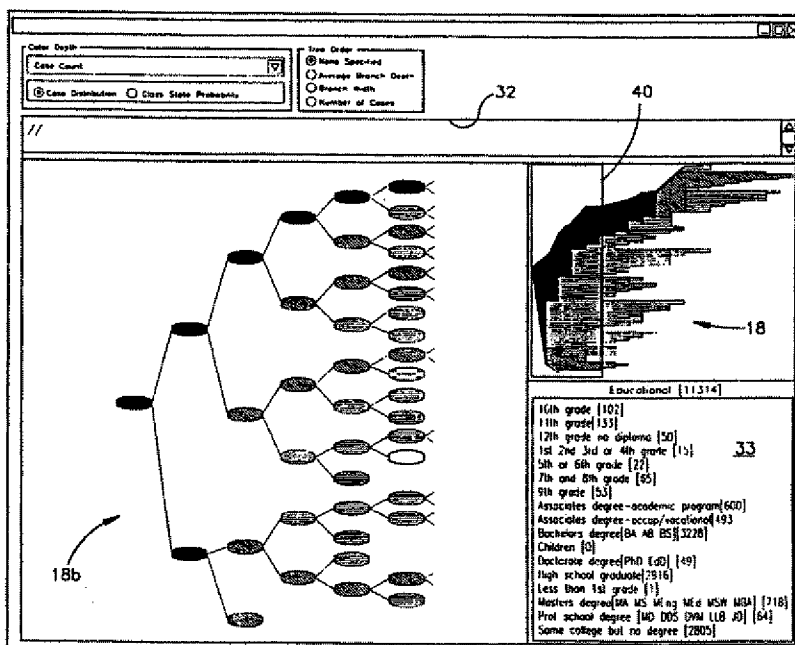 Color Depth
Case Count
Case Distribution
Class State Probability
Tree Order
None Specified
Average Branch Depth
Branch Width
Number of Cases
32
40
//
18
Educational [11314]
10th grade [102]
11th grade[133]
12th grade no diploma [50]
1st 2nd 3rd or 4th grade [15]
33
5th or 6th grade [22]
7th and 8th grade [65]
9th grade [53]
Associates degree-academic program[600]
Associates degree-occup/vocational[493
Bachelors degree[BA AB BS][3228]
Children [0]
Doctorate degree[PhD EdD] [49]
High school graduate[2916]
Less than 1st grade [1]
Masters degree[MA MS MEng MEd MSW MBA] [718]
Prof school degree [MD DDS DVM LLB JD] [64]
Some college but no degree [2805]
18b